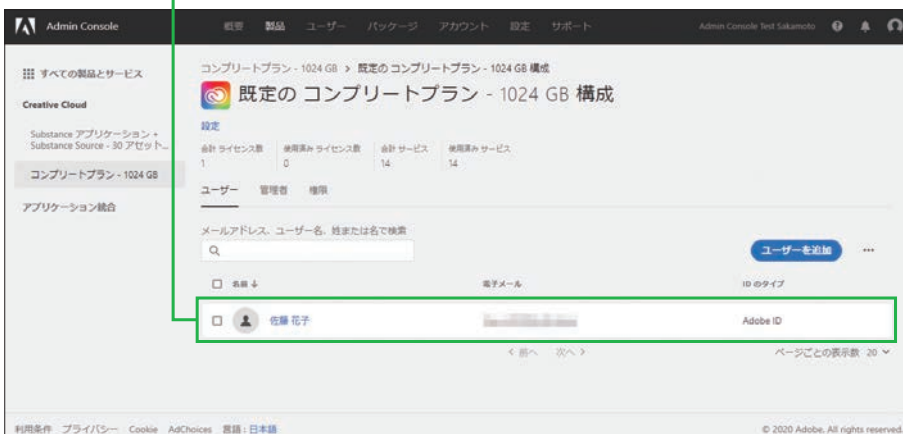 Admin Console
概要 製品 ユーザー パッケージ アカウント 設定 サポート
Admin Console Test Sakamoto
すべての製品とサービス
Creative Cloud
Substance アプリケーション +
Substance Source - 30 アセット...
コンプリートプラン - 1024 GB
アプリケーション統合
コンプリートプラン - 1024 GB > 既定の コンプリートプラン - 1024 GB 構成
既定の コンプリートプラン - 1024 GB 構成
設定
合計 ライセンス数 使用済み ライセンス数 合計 サービス 使用済み サービス
1 0 14 14
ユーザー 管理者 権限
メールアドレス、ユーザー名、姓または名で検索
ユーザーを追加 ...
名前 ↓ 電子メール ID のタイプ
佐藤 花子 Adobe ID
< 前へ 次へ > ページごとの表示数 20
利用条件 プライバシー Cookie AdChoices 言語 : 日本語 © 2020 Adobe. All rights reserved.